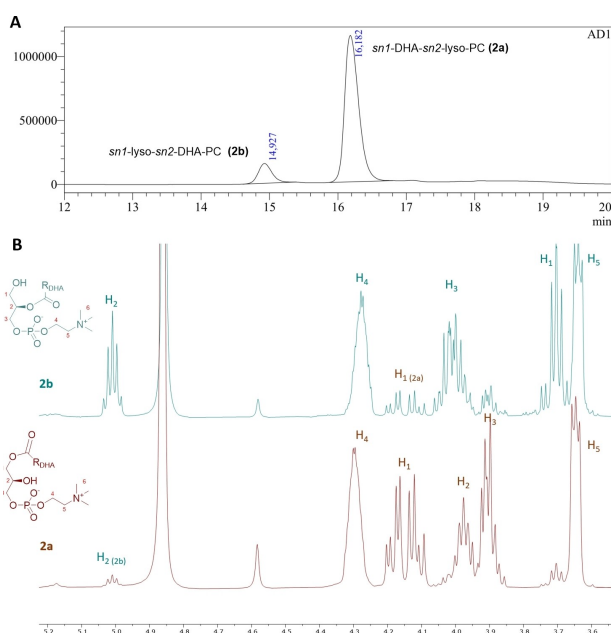 A
AD1
1000000
500000
0
sn1-DHA-sn2-lyso-PC (2a)
16,182
sn1-lyso-sn2-DHA-PC (2b)
14,927
12 13 14 15 16 17 18 19 20
min
B
OH
O
RDHA
O
O-
O P O
O
N+
1 2 3 4 5 6
2b
H2
H4
H1 (2a)
H3
H1
H5
O
O
RDHA
OH
O-
O P O
O
N+
2 4 5 6
2a
H2 (2b)
H4
H1
H2
H3
H5
5.2 5.1 5.0 4.9 4.8 4.7 4.6 4.5 4.4 4.3 4.2 4.1 4.0 3.9 3.8 3.7 3.6